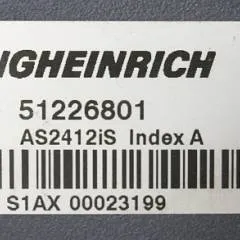 NGHEINRICH
51226801
AS2412iS Index A
S1AX 00023199